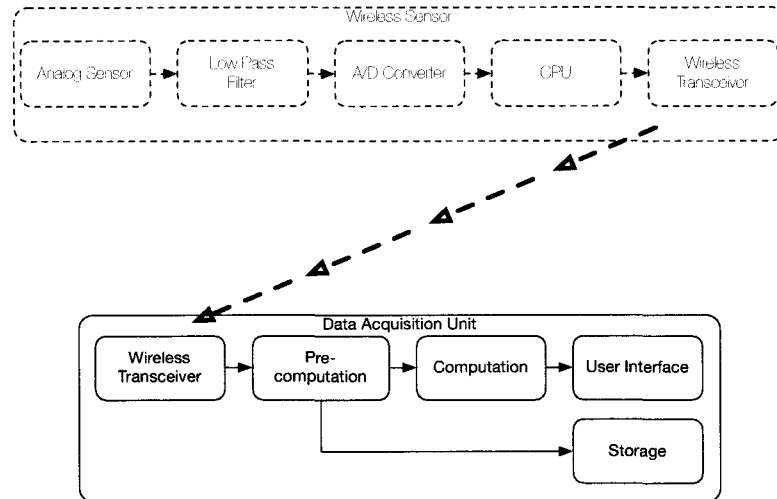 Wireless Sensor
Analog Sensor
Low Pass
Filter
A/D Converter
CPU
Wireless
Transceiver
Data Acquisition Unit
Wireless
Transceiver
Pre-
computation
Computation
User Interface
Storage